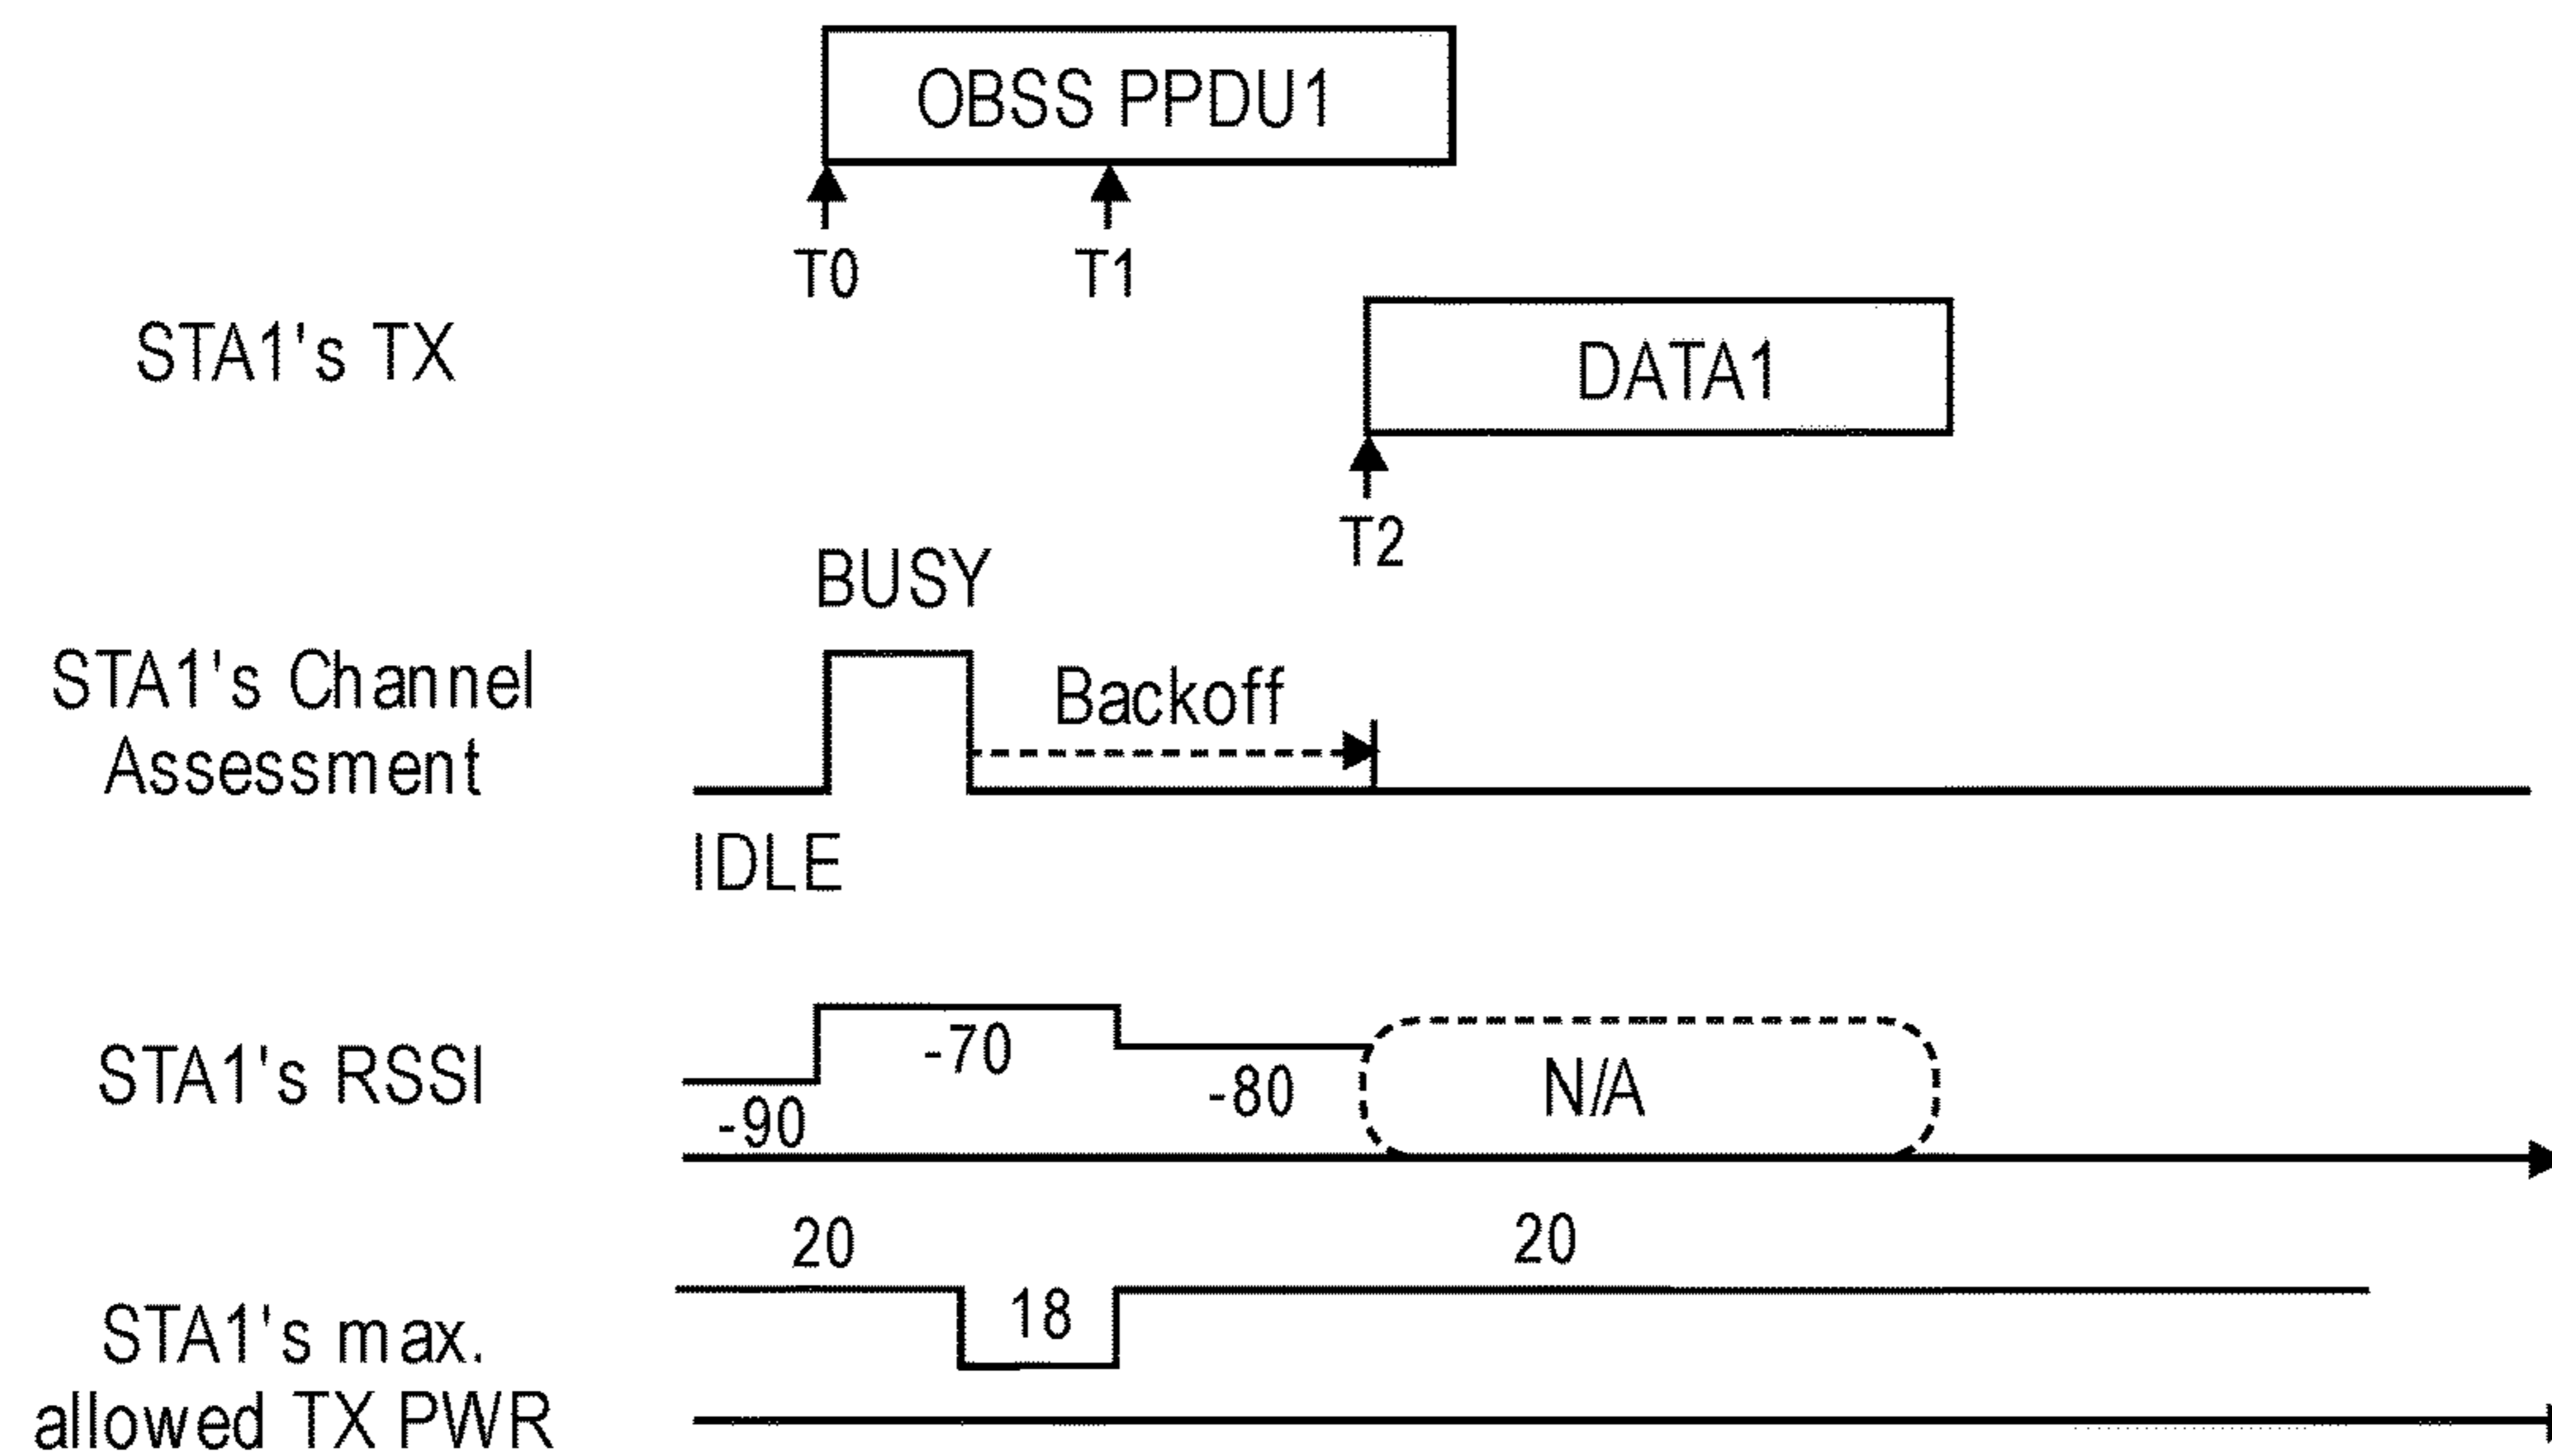 OBSS PPDU1
T0
T1
STA1's TX
DATA1
T2
BUSY
STA1's Channel
Assessment
Backoff
IDLE
STA1's RSSI
-90
-70
-80
N/A
20
18
20
STA1's max.
allowed TX PWR